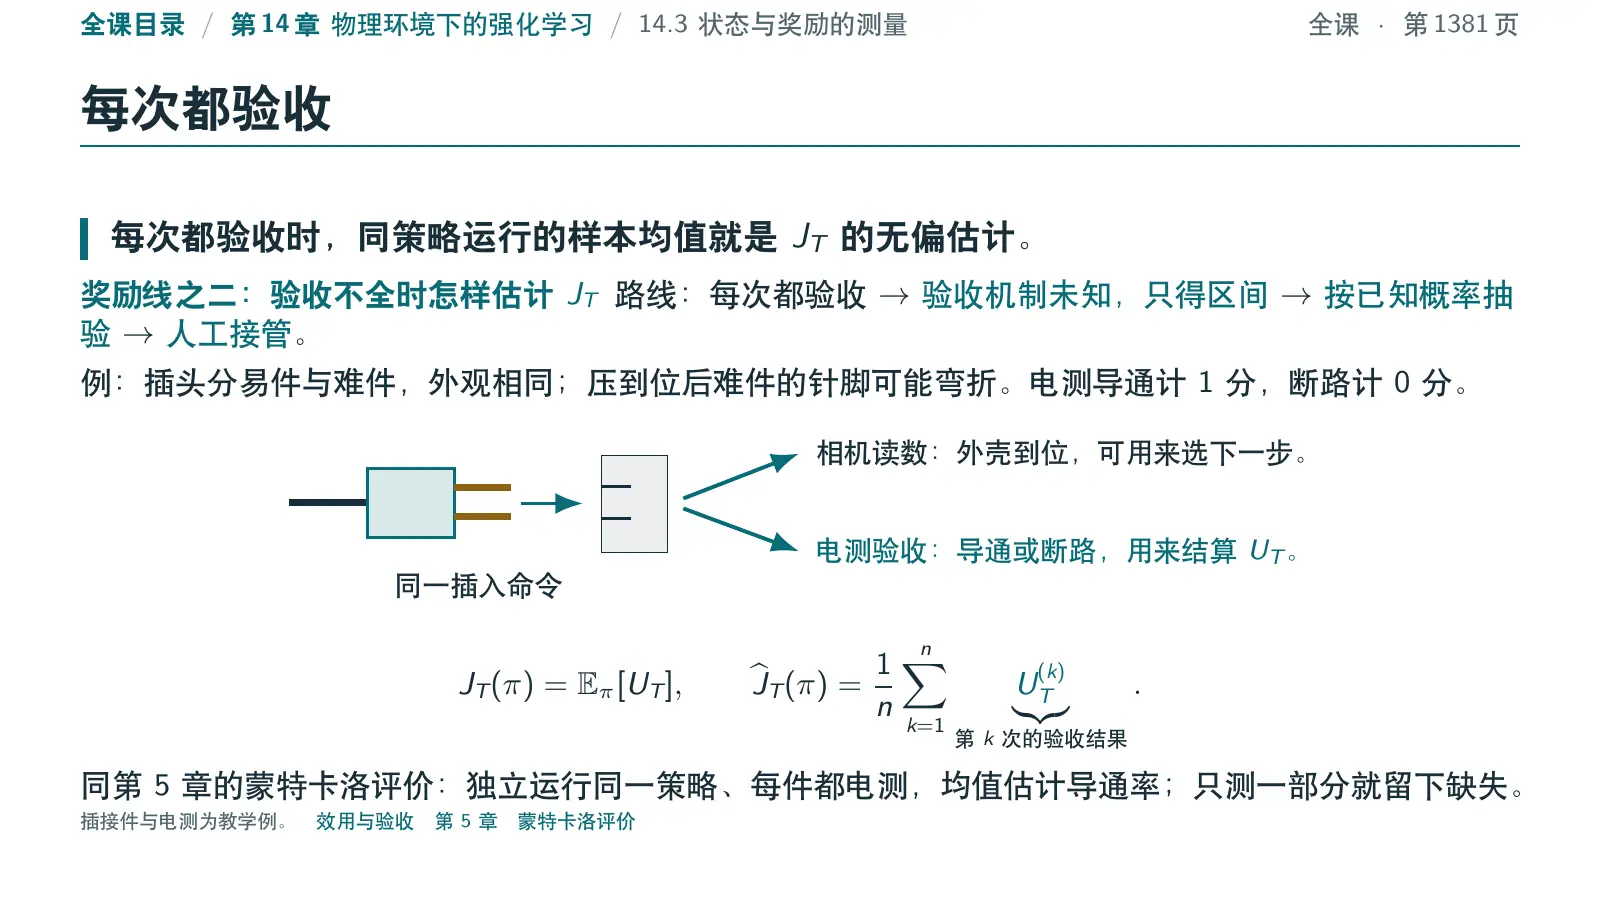 全课目录 / 第 14 章 物理环境下的强化学习 / 14.3 状态与奖励的测量
全课 · 第 1381 页
每次都验收
每次都验收时，同策略运行的样本均值就是 J_T 的无偏估计。
奖励线之二：验收不全时怎样估计 J_T 路线：每次都验收 → 验收机制未知，只得区间 → 按已知概率抽
验 → 人工接管。
例：插头分易件与难件，外观相同；压到位后难件的针脚可能弯折。电测导通计 1 分，断路计 0 分。
相机读数：外壳到位，可用来选下一步。
电测验收：导通或断路，用来结算 U_T。
同一插入命令
J_T(π) = 𝔼_π[U_T], Ĵ_T(π) = 1/n ∑_{k=1}^{n} U_T^{(k)} .
第 k 次的验收结果
同第 5 章的蒙特卡洛评价：独立运行同一策略、每件都电测，均值估计导通率；只测一部分就留下缺失。
插接件与电测为教学例。 效用与验收 第 5 章 蒙特卡洛评价